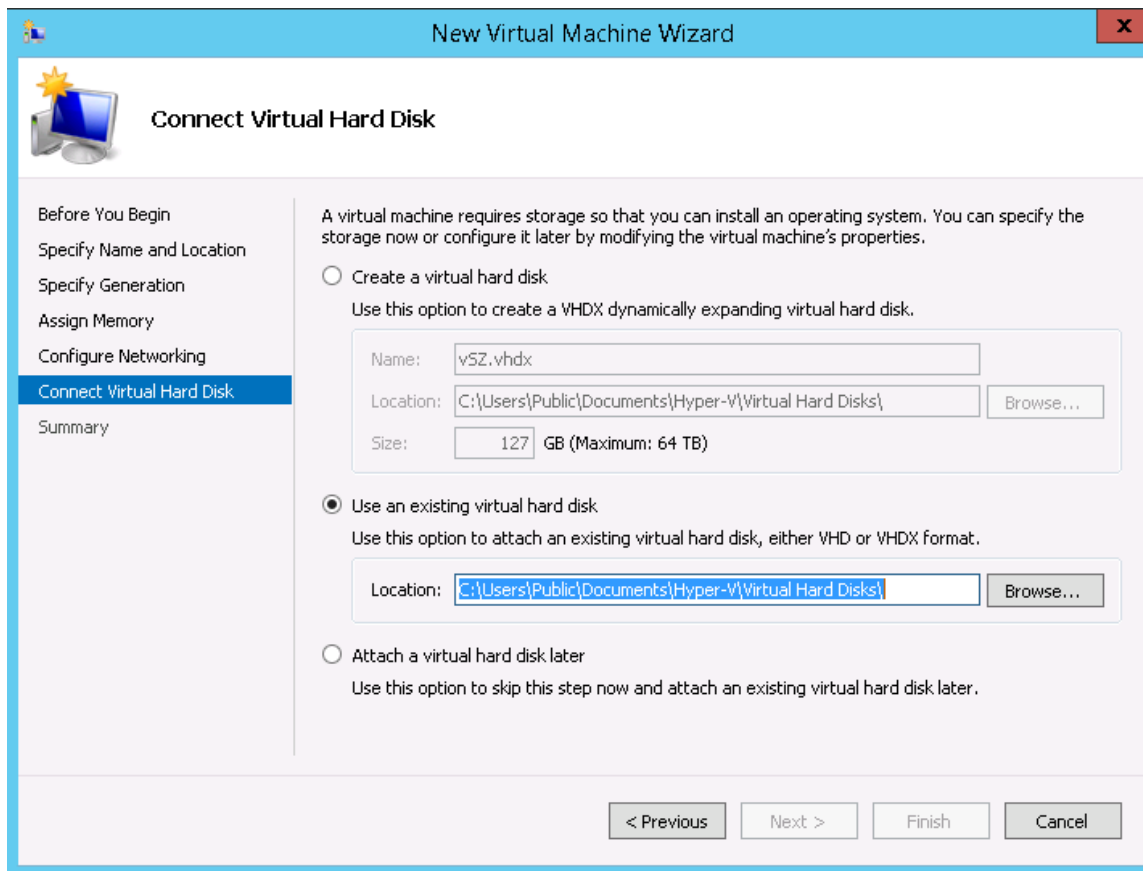 New Virtual Machine Wizard
x
Connect Virtual Hard Disk
Before You Begin
Specify Name and Location
Specify Generation
Assign Memory
Configure Networking
Connect Virtual Hard Disk
Summary
A virtual machine requires storage so that you can install an operating system. You can specify the
storage now or configure it later by modifying the virtual machine's properties.
Create a virtual hard disk
Use this option to create a VHDX dynamically expanding virtual hard disk.
Name: vSZ.vhdx
Location: C:\Users\Public\Documents\Hyper-V\Virtual Hard Disks\ Browse...
Size: 127 GB (Maximum: 64 TB)
Use an existing virtual hard disk
Use this option to attach an existing virtual hard disk, either VHD or VHDX format.
Location: C:\Users\Public\Documents\Hyper-V\Virtual Hard Disks\ Browse...
Attach a virtual hard disk later
Use this option to skip this step now and attach an existing virtual hard disk later.
< Previous Next > Finish Cancel